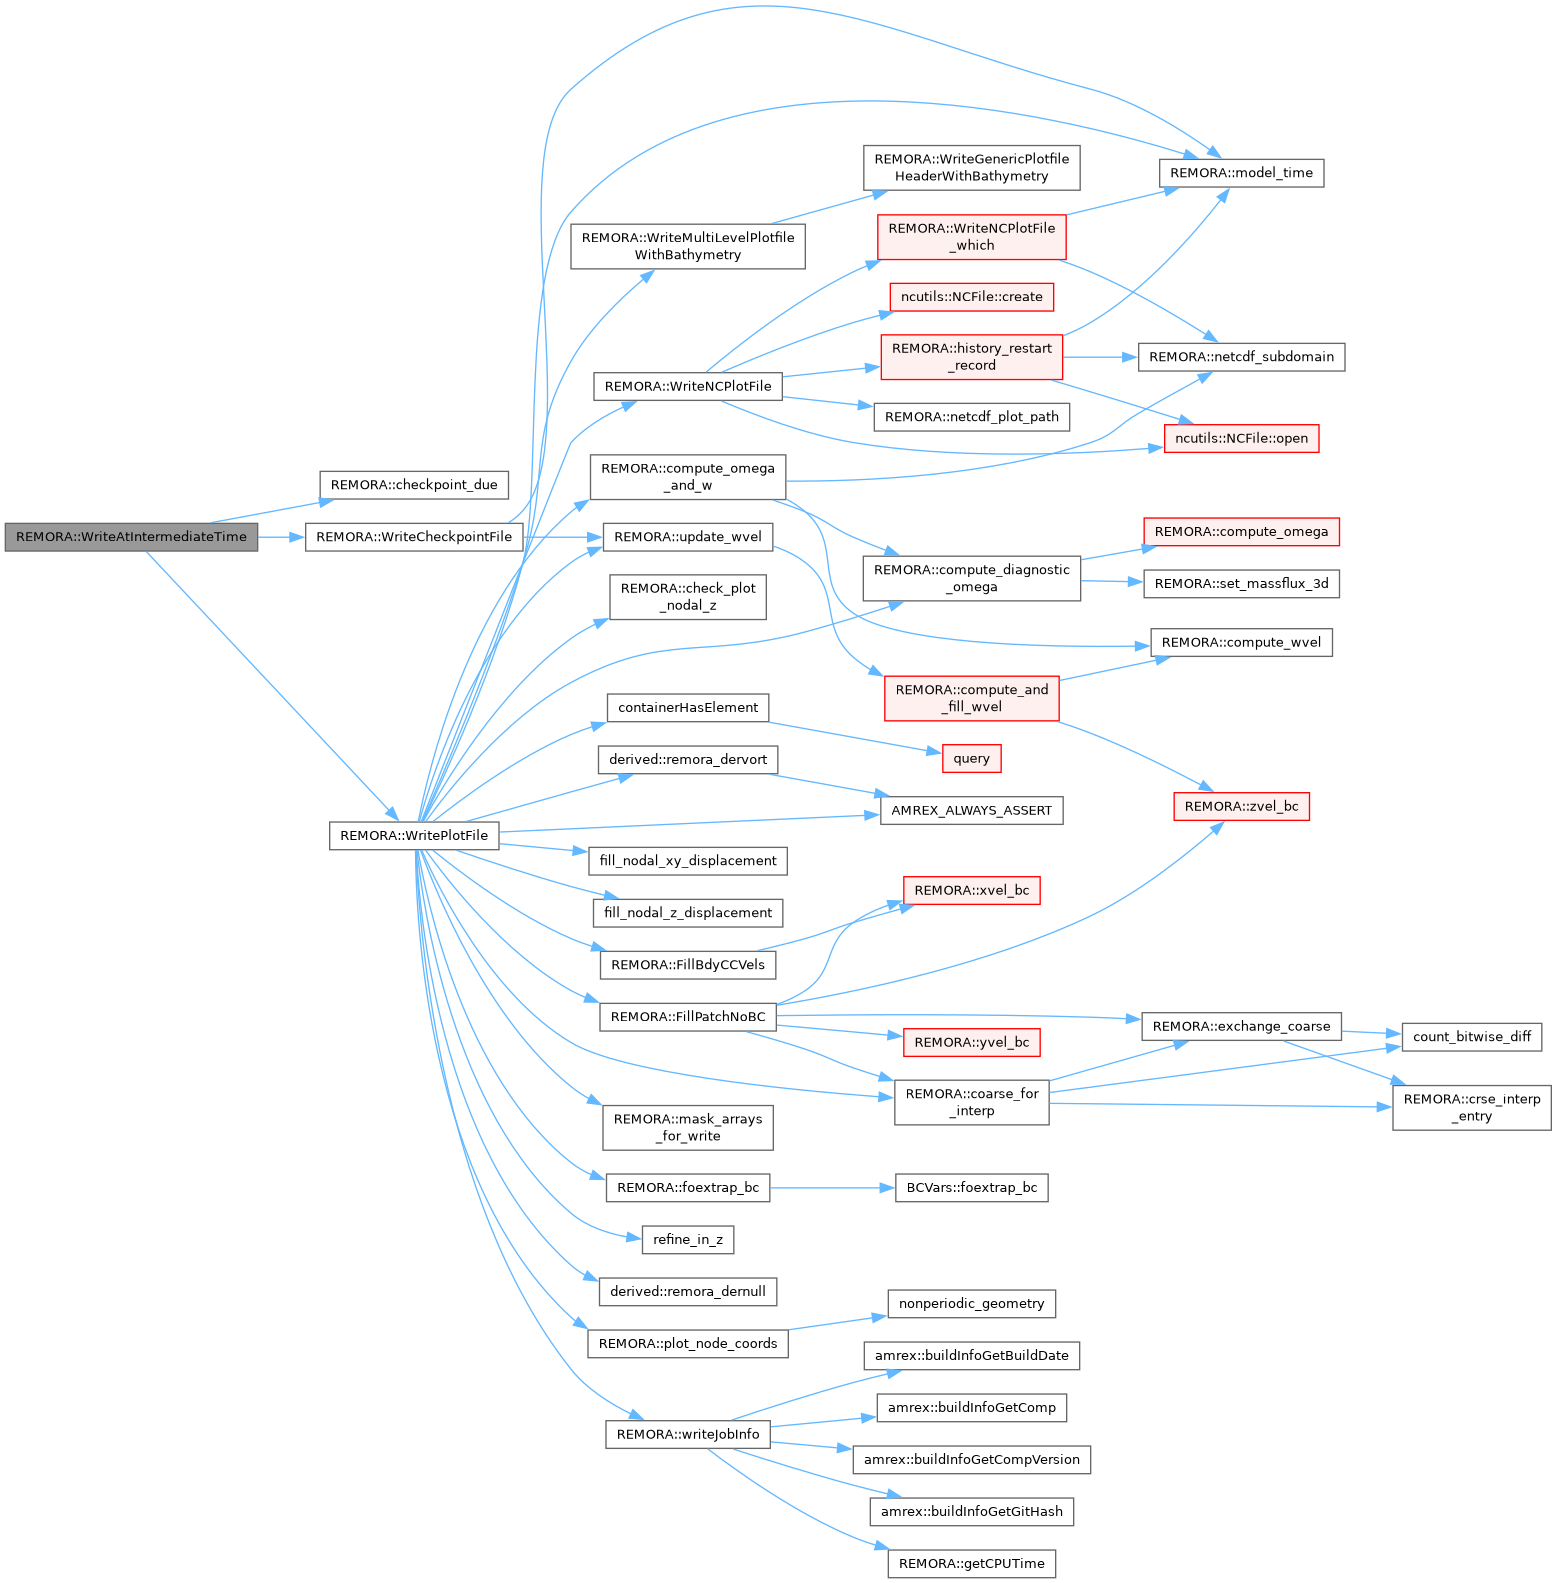 REMORA::WriteAtIntermediateTime
REMORA::checkpoint_due
REMORA::WriteCheckpointFile
REMORA::WritePlotFile
REMORA::WriteMultiLevelPlotfile
WithBathymetry
REMORA::WriteNCPlotFile
REMORA::compute_omega
_and_w
REMORA::update_wvel
REMORA::check_plot
_nodal_z
containerHasElement
derived::remora_dervort
fill_nodal_xy_displacement
fill_nodal_z_displacement
REMORA::FillBdyCCVels
REMORA::FillPatchNoBC
REMORA::mask_arrays
_for_write
REMORA::foextrap_bc
refine_in_z
derived::remora_dernull
REMORA::plot_node_coords
REMORA::writeJobInfo
REMORA::WriteGenericPlotfile
HeaderWithBathymetry
REMORA::WriteNCPlotFile
_which
ncutils::NCFile::create
REMORA::history_restart
_record
REMORA::netcdf_plot_path
REMORA::compute_diagnostic
_omega
REMORA::compute_and
_fill_wvel
query
AMREX_ALWAYS_ASSERT
REMORA::xvel_bc
REMORA::yvel_bc
REMORA::coarse_for
_interp
BCVars::foextrap_bc
nonperiodic_geometry
amrex::buildInfoGetBuildDate
amrex::buildInfoGetComp
amrex::buildInfoGetCompVersion
amrex::buildInfoGetGitHash
REMORA::getCPUTime
REMORA::model_time
REMORA::netcdf_subdomain
ncutils::NCFile::open
REMORA::compute_omega
REMORA::set_massflux_3d
REMORA::compute_wvel
REMORA::zvel_bc
REMORA::exchange_coarse
count_bitwise_diff
REMORA::crse_interp
_entry